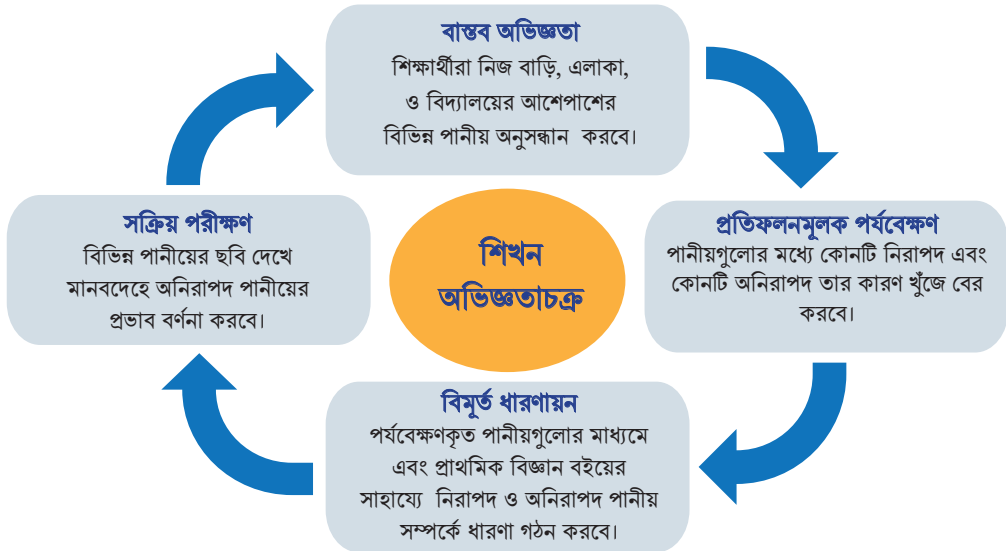 বাস্তব অভিজ্ঞতা
শিক্ষার্থীরা নিজ বাড়ি, এলাকা,
ও বিদ্যালয়ের আশেপাশের
বিভিন্ন পানীয় অনুসন্ধান করবে।
প্রতিফলনমূলক পর্যবেক্ষণ
পানীয়গুলোর মধ্যে কোনটি নিরাপদ এবং
কোনটি অনিরাপদ তার কারণ খুঁজে বের
করবে।
বিমূর্ত ধারণায়ন
পর্যবেক্ষণকৃত পানীয়গুলোর মাধ্যমে
এবং প্রাথমিক বিজ্ঞান বইয়ের
সাহায্যে নিরাপদ ও অনিরাপদ পানীয়
সম্পর্কে ধারণা গঠন করবে।
সক্রিয় পরীক্ষণ
বিভিন্ন পানীয়ের ছবি দেখে
মানবদেহে অনিরাপদ পানীয়ের
প্রভাব বর্ণনা করবে।
শিখন
অভিজ্ঞতাচক্র